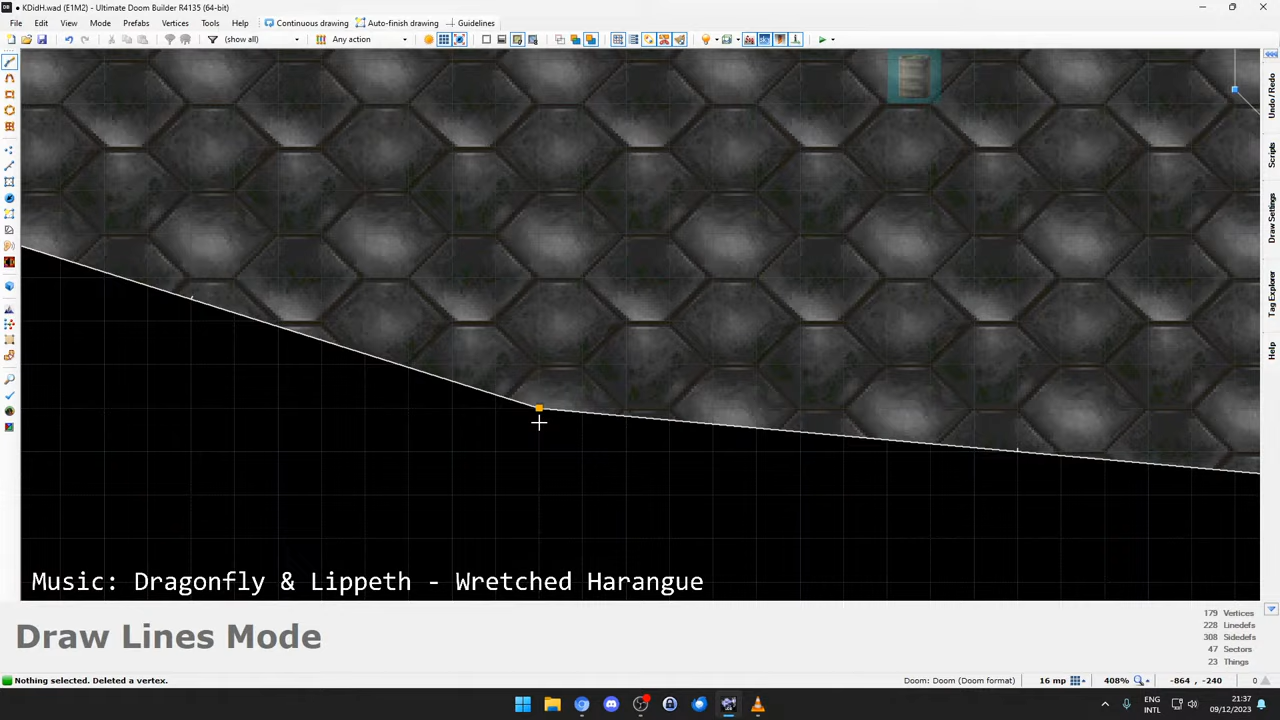 KDidH.wad (E1M2) - Ultimate Doom Builder R4135 (64-bit)
File Edit View Mode Prefabs Vertices Tools Help Continuous drawing Auto-finish drawing Guidelines
(show all) Any action
Undo/Redo
Scripts
Draw Settings
Tag Explorer
Help
Music: Dragonfly & Lippeth - Wretched Harangue
Draw Lines Mode
179 Vertices
228 Linedefs
308 Sidedefs
47 Sectors
23 Things
Nothing selected. Deleted a vertex.
Doom: Doom (Doom format) 16 mp 408% -864 , -240 0
ENG
INTL
21:37
09/12/2023